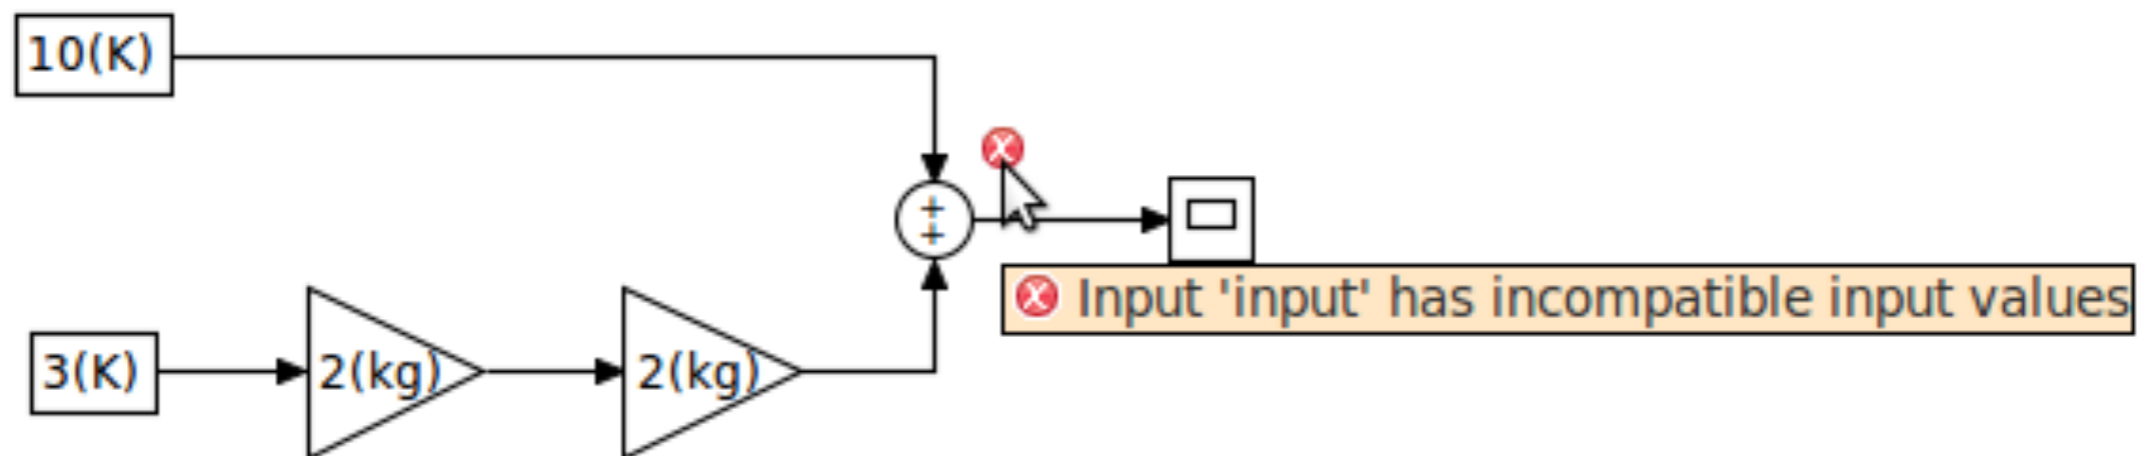 10(K)
+
+
Input 'input' has incompatible input values
3(K)
2(kg)
2(kg)